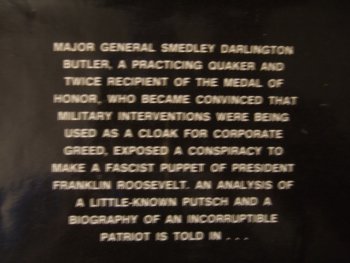 MAJOR GENERAL SMEDLEY DARLINGTON
BUTLER, A PRACTICING QUAKER AND
TWICE RECIPIENT OF THE MEDAL OF
HONOR, WHO BECAME CONVINCED THAT
MILITARY INTERVENTIONS WERE BEING
USED AS A CLOAK FOR CORPORATE
GREED, EXPOSED A CONSPIRACY TO
MAKE A FASCIST PUPPET OF PRESIDENT
FRANKLIN ROOSEVELT. AN ANALYSIS OF
A LITTLE-KNOWN PUTSCH AND A
BIOGRAPHY OF AN INCORRUPTIBLE
PATRIOT IS TOLD IN . . .